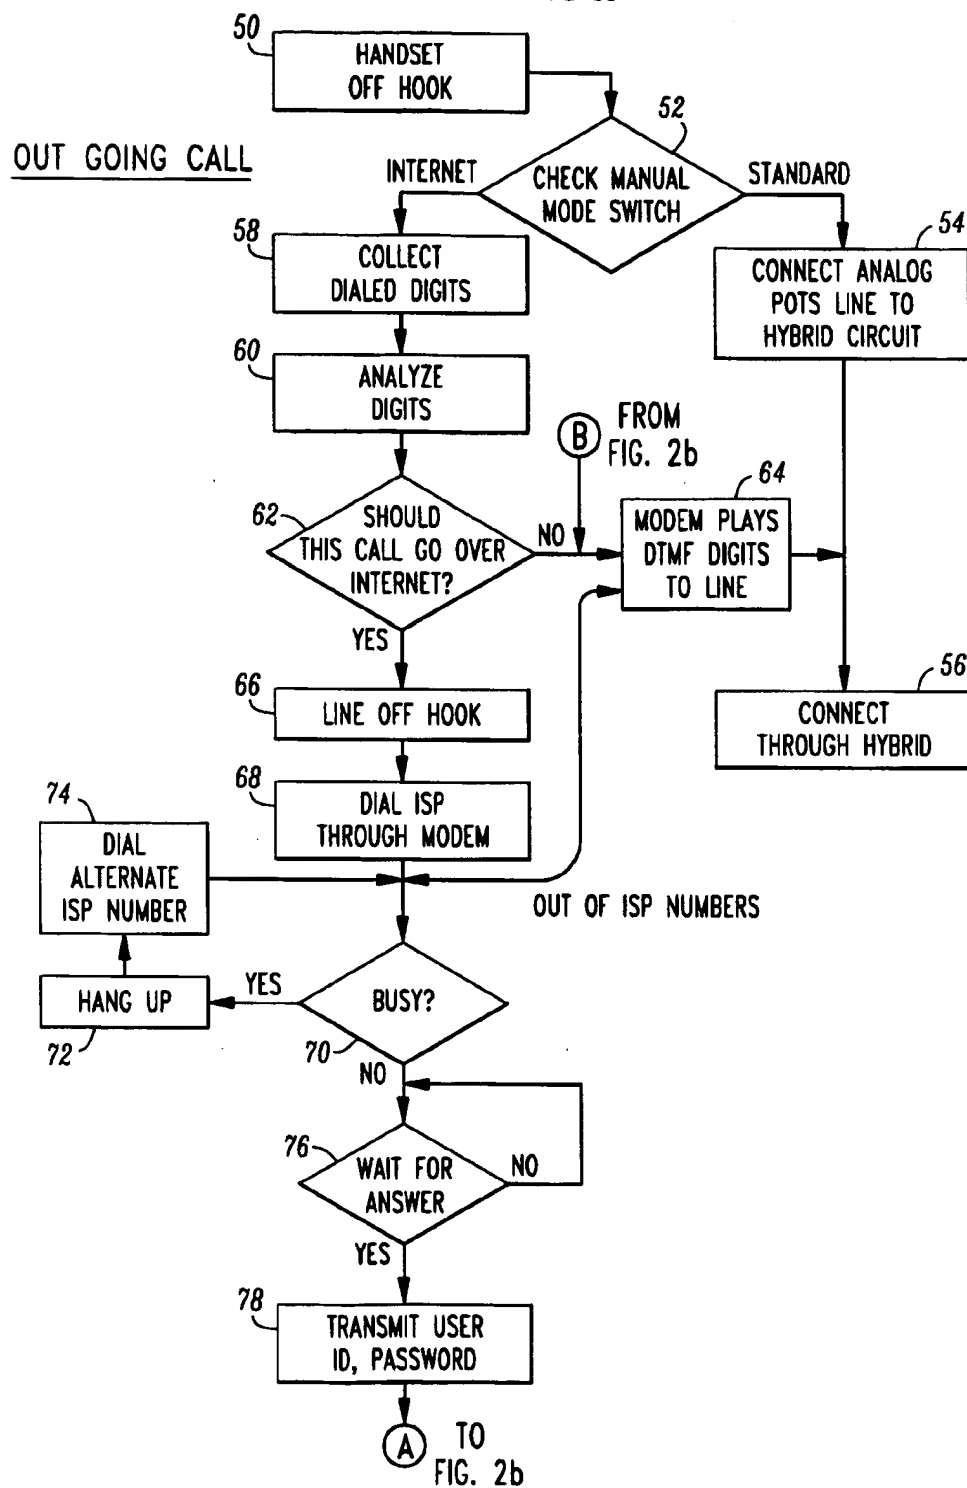 50
HANDSET
OFF HOOK
OUT GOING CALL
52
INTERNET
CHECK MANUAL
MODE SWITCH
STANDARD
58
COLLECT
DIALED DIGITS
54
CONNECT ANALOG
POTS LINE TO
HYBRID CIRCUIT
60
ANALYZE
DIGITS
B
FROM
FIG. 2b
62
SHOULD
THIS CALL GO OVER
INTERNET?
NO
64
MODEM PLAYS
DTMF DIGITS
TO LINE
YES
66
LINE OFF HOOK
56
CONNECT
THROUGH HYBRID
68
DIAL ISP
THROUGH MODEM
74
DIAL
ALTERNATE
ISP NUMBER
OUT OF ISP NUMBERS
YES
BUSY?
HANG UP
72
70
NO
76
WAIT FOR
ANSWER
NO
YES
78
TRANSMIT USER
ID, PASSWORD
A
TO
FIG. 2b